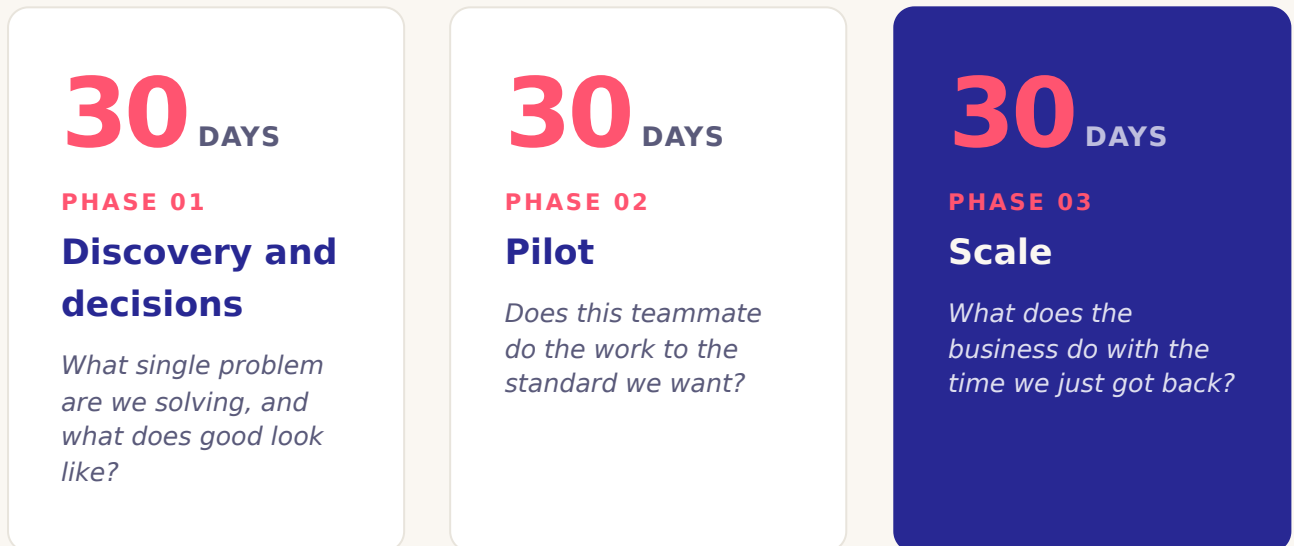 30 DAYS
PHASE 01
Discovery and
decisions
What single problem
are we solving, and
what does good look
like?
30 DAYS
PHASE 02
Pilot
Does this teammate
do the work to the
standard we want?
30 DAYS
PHASE 03
Scale
What does the
business do with the
time we just got back?